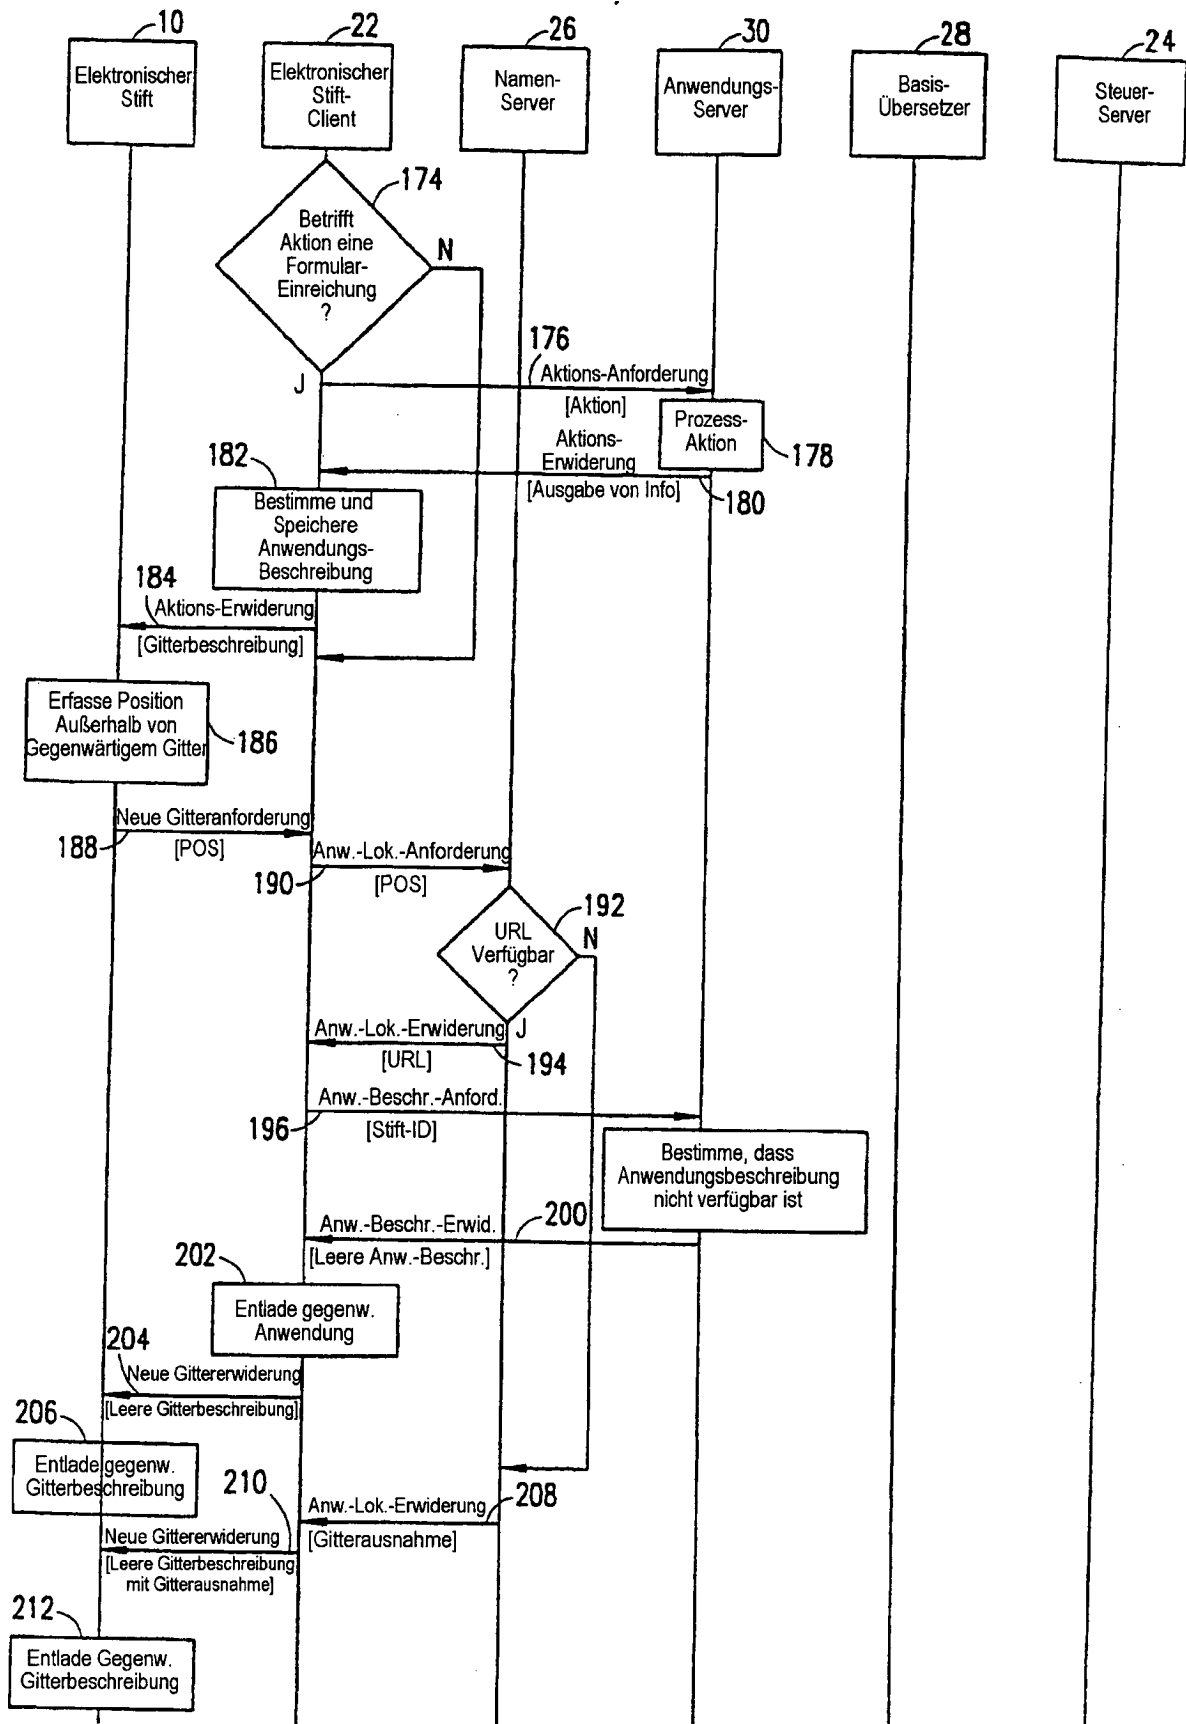 10
22
26
30
28
24
Elektronischer
Stift
Elektronischer
Stift-
Client
Namen-
Server
Anwendungs-
Server
Basis-
Übersetzer
Steuer-
Server
174
Betrifft
Aktion eine
Formular-
Einreichung
?
N
J
176
Aktions-Anforderung
[Aktion]
Prozess-
Aktion
178
Aktions-
Erwiderung
[Ausgabe von Info]
180
182
Bestimme und
Speichere
Anwendungs-
Beschreibung
184
Aktions-Erwiderung
[Gitterbeschreibung]
Erfasse Position
Außerhalb von
Gegenwärtigem Gitter
186
Neue Gitteranforderung
188
[POS]
Anw.-Lok.-Anforderung
190
[POS]
192
URL
Verfügbar
?
N
J
Anw.-Lok.-Erwiderung
[URL]
194
Anw.-Beschr.-Anford.
196
[Stift-ID]
Bestimme, dass
Anwendungsbeschreibung
nicht verfügbar ist
Anw.-Beschr.-Erwid.
200
[Leere Anw.-Beschr.]
202
Entlade gegenw.
Anwendung
204
Neue Gittererwiderung
[Leere Gitterbeschreibung]
206
Entlade gegenw.
Gitterbeschreibung
210
Anw.-Lok.-Erwiderung
208
[Gitterausnahme]
Neue Gittererwiderung
[Leere Gitterbeschreibung
mit Gitterausnahme]
212
Entlade Gegenw.
Gitterbeschreibung